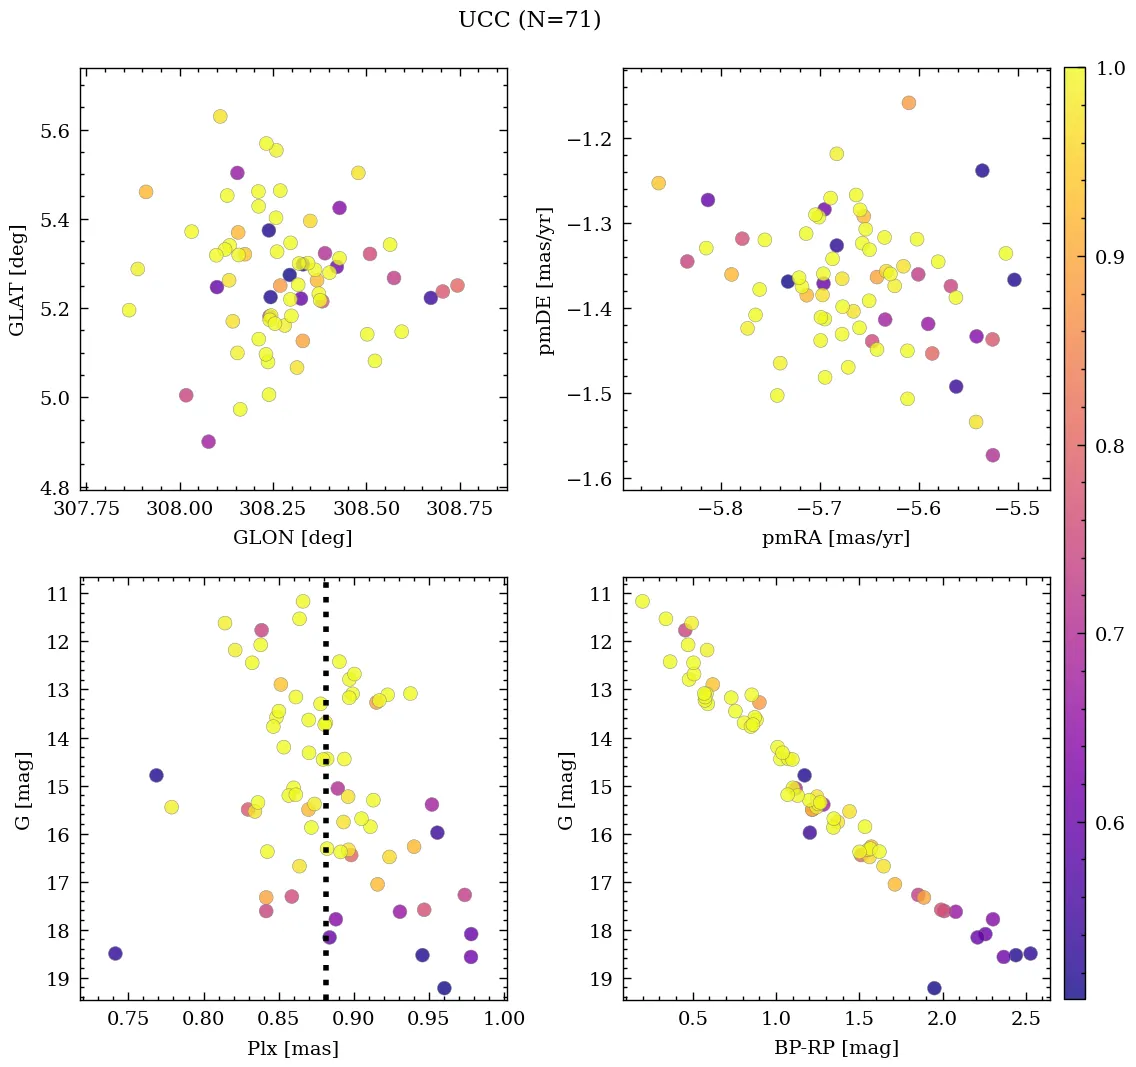 UCC (N=71)
5.6
5.4
5.2
5.0
4.8
GLAT [deg]
307.75 308.00 308.25 308.50 308.75
GLON [deg]
−1.2
−1.3
−1.4
−1.5
−1.6
pmDE [mas/yr]
−5.8 −5.7 −5.6 −5.5
pmRA [mas/yr]
1.0
0.9
0.8
0.7
0.6
11
12
13
14
15
16
17
18
19
G [mag]
0.75 0.80 0.85 0.90 0.95 1.00
Plx [mas]
11
12
13
14
15
16
17
18
19
G [mag]
0.5 1.0 1.5 2.0 2.5
BP-RP [mag]